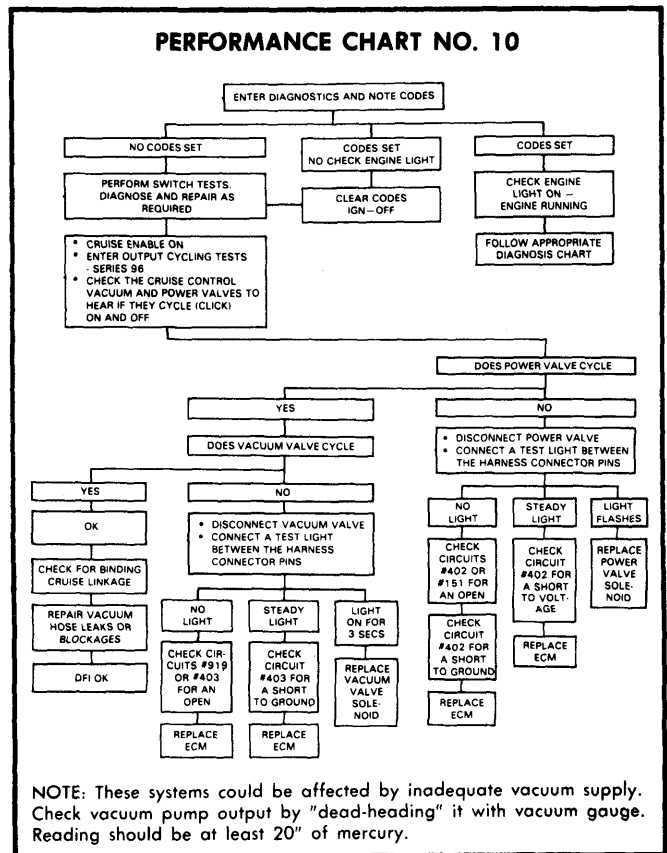 PERFORMANCE CHART NO. 10
ENTER DIAGNOSTICS AND NOTE CODES
NO CODES SET
PERFORM SWITCH TESTS.
DIAGNOSE AND REPAIR AS
REQUIRED
CODES SET
NO CHECK ENGINE LIGHT
CLEAR CODES
IGN–OFF
CODES SET
CHECK ENGINE
LIGHT ON –
ENGINE RUNNING
FOLLOW APPROPRIATE
DIAGNOSIS CHART
• CRUISE ENABLE ON
• ENTER OUTPUT CYCLING TESTS
- SERIES 96
• CHECK THE CRUISE CONTROL
VACUUM AND POWER VALVES TO
HEAR IF THEY CYCLE (CLICK)
ON AND OFF
DOES POWER VALVE CYCLE
YES
DOES VACUUM VALVE CYCLE
YES
OK
CHECK FOR BINDING
CRUISE LINKAGE
REPAIR VACUUM
HOSE LEAKS OR
BLOCKAGES
DFI OK
NO
• DISCONNECT VACUUM VALVE
• CONNECT A TEST LIGHT
BETWEEN THE HARNESS
CONNECTOR PINS
NO
LIGHT
CHECK CIR-
CUITS #919
OR #403
FOR AN
OPEN
REPLACE
ECM
STEADY
LIGHT
CHECK
CIRCUIT
#403 FOR
A SHORT
TO GROUND
REPLACE
ECM
LIGHT
ON FOR
3 SECS
REPLACE
VACUUM
VALVE
SOLE-
NOID
NO
• DISCONNECT POWER VALVE
• CONNECT A TEST LIGHT BETWEEN
THE HARNESS CONNECTOR PINS
NO
LIGHT
CHECK
CIRCUITS
#402 OR
#151 FOR
AN OPEN
CHECK
CIRCUIT
#402 FOR
A SHORT
TO GROUND
REPLACE
ECM
STEADY
LIGHT
CHECK
CIRCUIT
#402 FOR
A SHORT
TO VOLT-
AGE
REPLACE
ECM
LIGHT
FLASHES
REPLACE
POWER
VALVE
SOLE-
NOID
NOTE: These systems could be affected by inadequate vacuum supply.
Check vacuum pump output by "dead-heading" it with vacuum gauge.
Reading should be at least 20" of mercury.